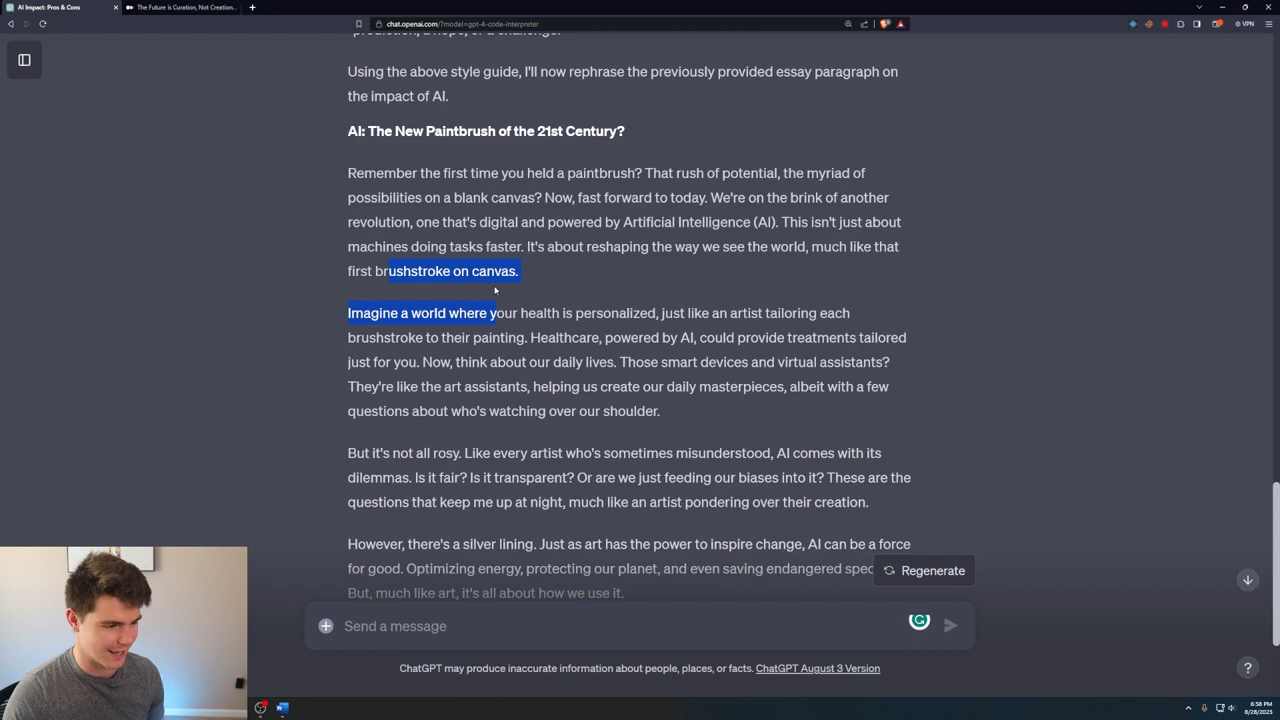 AI Impact: Pros & Cons
The Future is Curation, Not Creation...
chat.openai.com/?model=gpt-4-code-interpreter
VPN
Using the above style guide, I'll now rephrase the previously provided essay paragraph on
the impact of AI.
AI: The New Paintbrush of the 21st Century?
Remember the first time you held a paintbrush? That rush of potential, the myriad of
possibilities on a blank canvas? Now, fast forward to today. We're on the brink of another
revolution, one that's digital and powered by Artificial Intelligence (AI). This isn't just about
machines doing tasks faster. It's about reshaping the way we see the world, much like that
first brushstroke on canvas.
Imagine a world where your health is personalized, just like an artist tailoring each
brushstroke to their painting. Healthcare, powered by AI, could provide treatments tailored
just for you. Now, think about our daily lives. Those smart devices and virtual assistants?
They're like the art assistants, helping us create our daily masterpieces, albeit with a few
questions about who's watching over our shoulder.
But it's not all rosy. Like every artist who's sometimes misunderstood, AI comes with its
dilemmas. Is it fair? Is it transparent? Or are we just feeding our biases into it? These are the
questions that keep me up at night, much like an artist pondering over their creation.
However, there's a silver lining. Just as art has the power to inspire change, AI can be a force
for good. Optimizing energy, protecting our planet, and even saving endangered spec
But, much like art, it's all about how we use it.
Regenerate
Send a message
ChatGPT may produce inaccurate information about people, places, or facts. ChatGPT August 3 Version
?
6:58 PM
8/28/2023